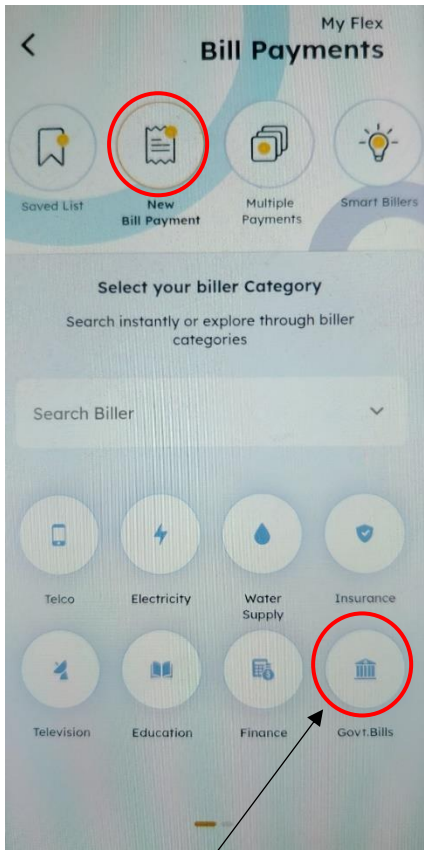 My Flex
Bill Payments
Saved List
New
Bill Payment
Multiple
Payments
Smart Billers
Select your biller Category
Search instantly or explore through biller
categories
Search Biller
Telco
Electricity
Water
Supply
Insurance
Television
Education
Finance
Govt.Bills